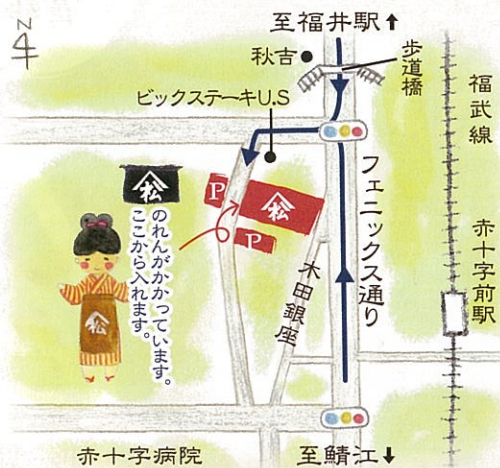 N
至福井駅↑
秋吉
歩道橋
ビックステーキU.S
福武線
松
P
松
P
のれんがかかっています。
ここから入れます。
松
フェニックス通り
木田銀座
赤十字前駅
赤十字病院
至鯖江↓